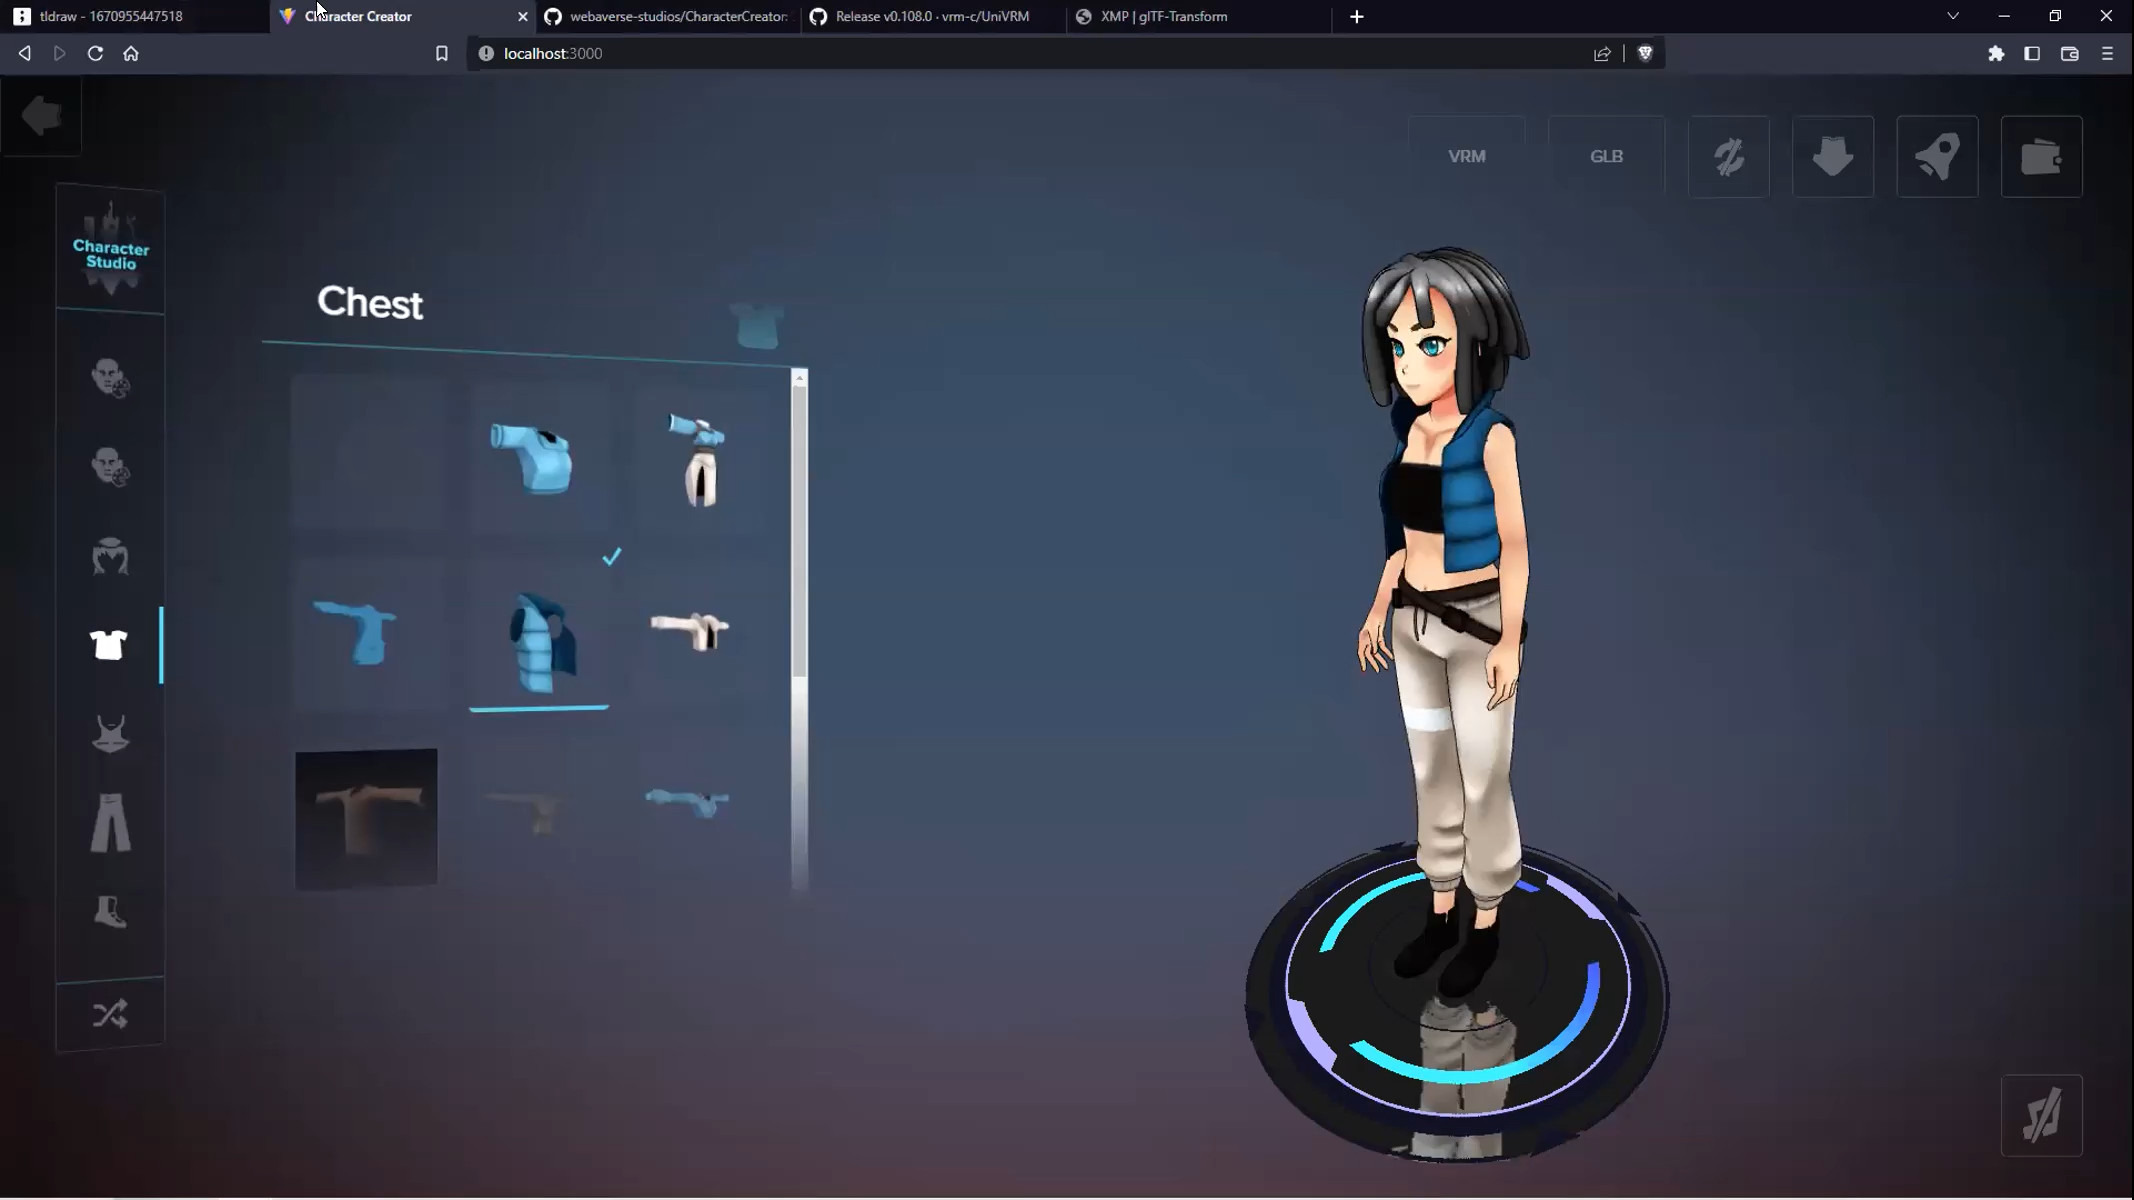 tldraw - 1670955447518
Character Creator
webaverse-studios/CharacterCreator:
Release v0.108.0 · vrm-c/UniVRM
XMP | glTF-Transform
localhost:3000
VRM
GLB
Character
Studio
Chest